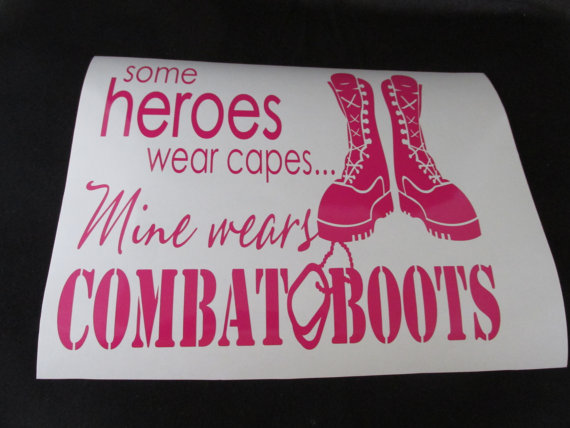 some
heroes
wear capes...
Mine wears
COMBAT BOOTS